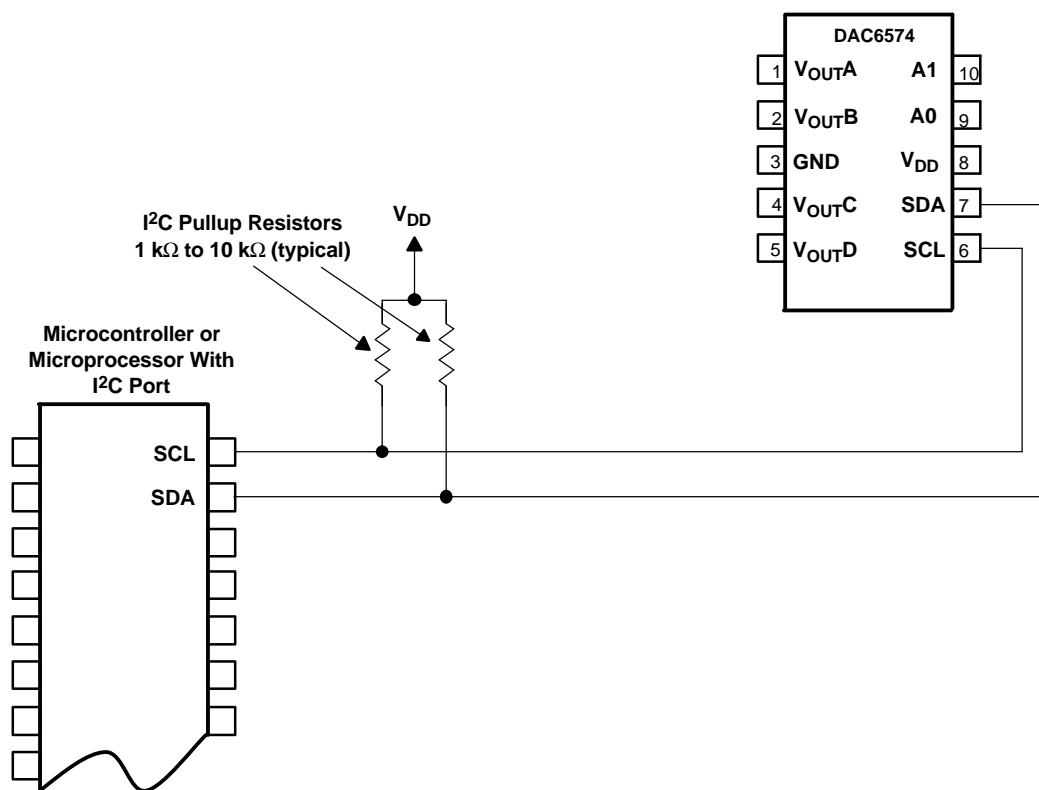 DAC6574
1 VOUTA A1 10
2 VOUTB A0 9
3 GND VDD 8
4 VOUTC SDA 7
5 VOUTD SCL 6
I2C Pullup Resistors
1 kΩ to 10 kΩ (typical)
VDD
Microcontroller or
Microprocessor With
I2C Port
SCL
SDA